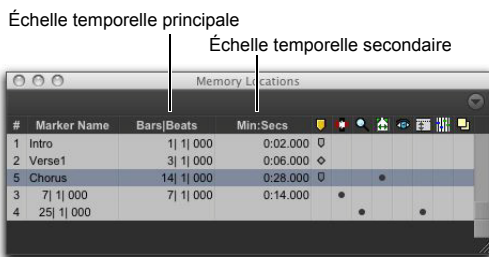 Échelle temporelle principale
Échelle temporelle secondaire
Memory Locations
# Marker Name Bars|Beats Min:Secs
1 Intro 1| 1| 000 0:02.000
2 Verse1 3| 1| 000 0:06.000
5 Chorus 14| 1| 000 0:28.000
3 7| 1| 000 7| 1| 000 0:14.000
4 25| 1| 000